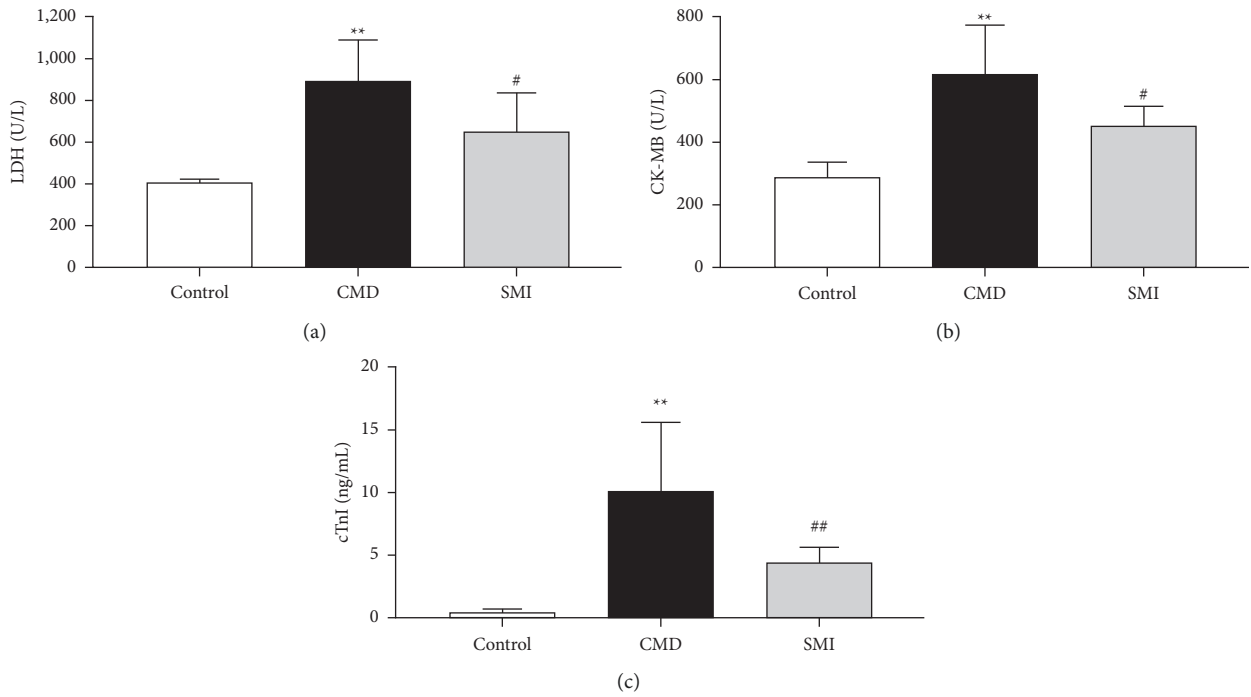 1,200
1,000
800
600
400
200
0
LDH (U/L)
**
#
Control
CMD
SMI
(a)
800
600
400
200
0
CK-MB (U/L)
**
#
Control
CMD
SMI
(b)
20
15
10
5
0
cTnI (ng/mL)
**
##
Control
CMD
SMI
(c)